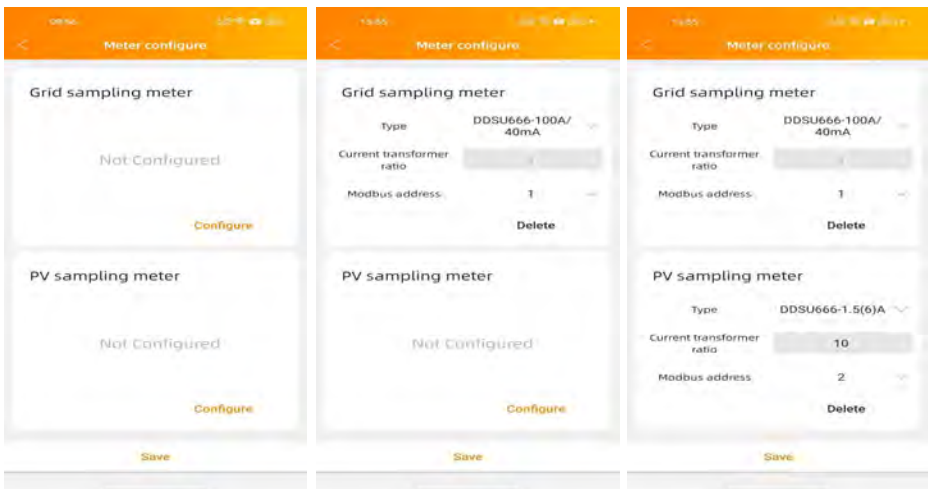 Meter configure
Grid sampling meter
Not Configured
Configure
PV sampling meter
Not Configured
Configure
Save
Meter configure
Grid sampling meter
Type
DDSU666-100A/
40mA
Current transformer
ratio
Modbus address
1
Delete
PV sampling meter
Not Configured
Configure
Save
Meter configure
Grid sampling meter
Type
DDSU666-100A/
40mA
Current transformer
ratio
Modbus address
1
Delete
PV sampling meter
Type
DDSU666-1.5(6)A
Current transformer
ratio
10
Modbus address
2
Delete
Save